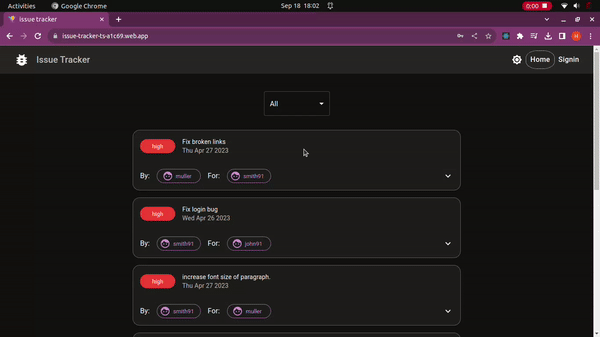 Activities
Google Chrome
Sep 18 18:02
0:00
issue tracker
issue-tracker-ts-a1c69.web.app
H
Issue Tracker
Home
Signin
All
high
Fix broken links
Thu Apr 27 2023
By: muller For: smith91
high
Fix login bug
Wed Apr 26 2023
By: smith91 For: john91
high
increase font size of paragraph.
Thu Apr 27 2023
By: smith91 For: muller